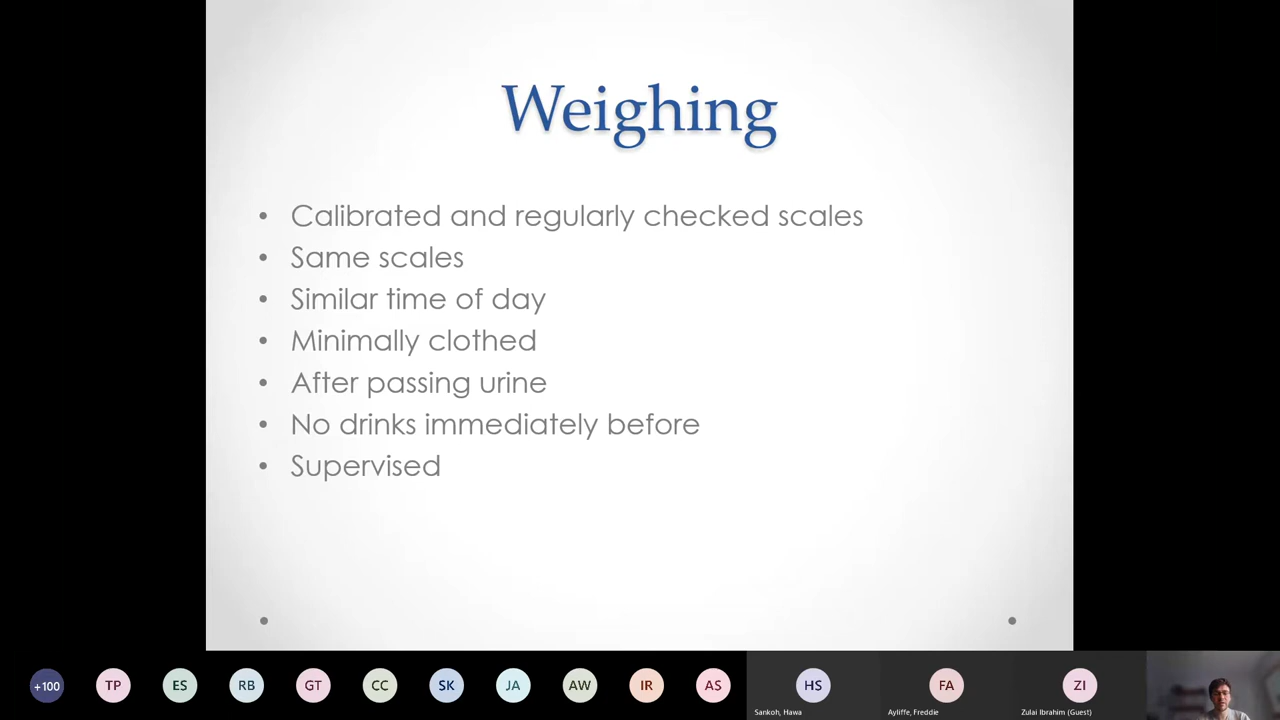 Weighing
• Calibrated and regularly checked scales
• Same scales
• Similar time of day
• Minimally clothed
• After passing urine
• No drinks immediately before
• Supervised
+100 TP ES RB GT CC SK JA AW IR AS HS FA ZI
Sankoh, Hawa Ayliffe, Freddie Zulai Ibrahim (Guest)